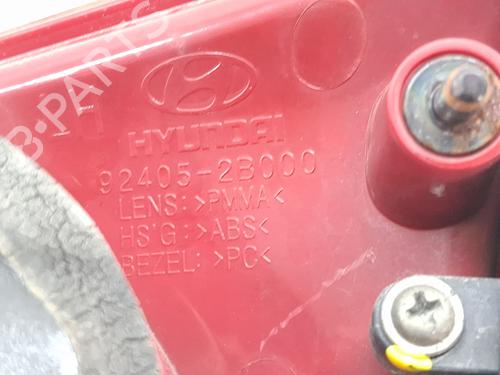 HYUNDAI
92405-2B000
LENS:>PMMA<
HS'G:>ABS<
BEZEL:>PC<
B-PARTS